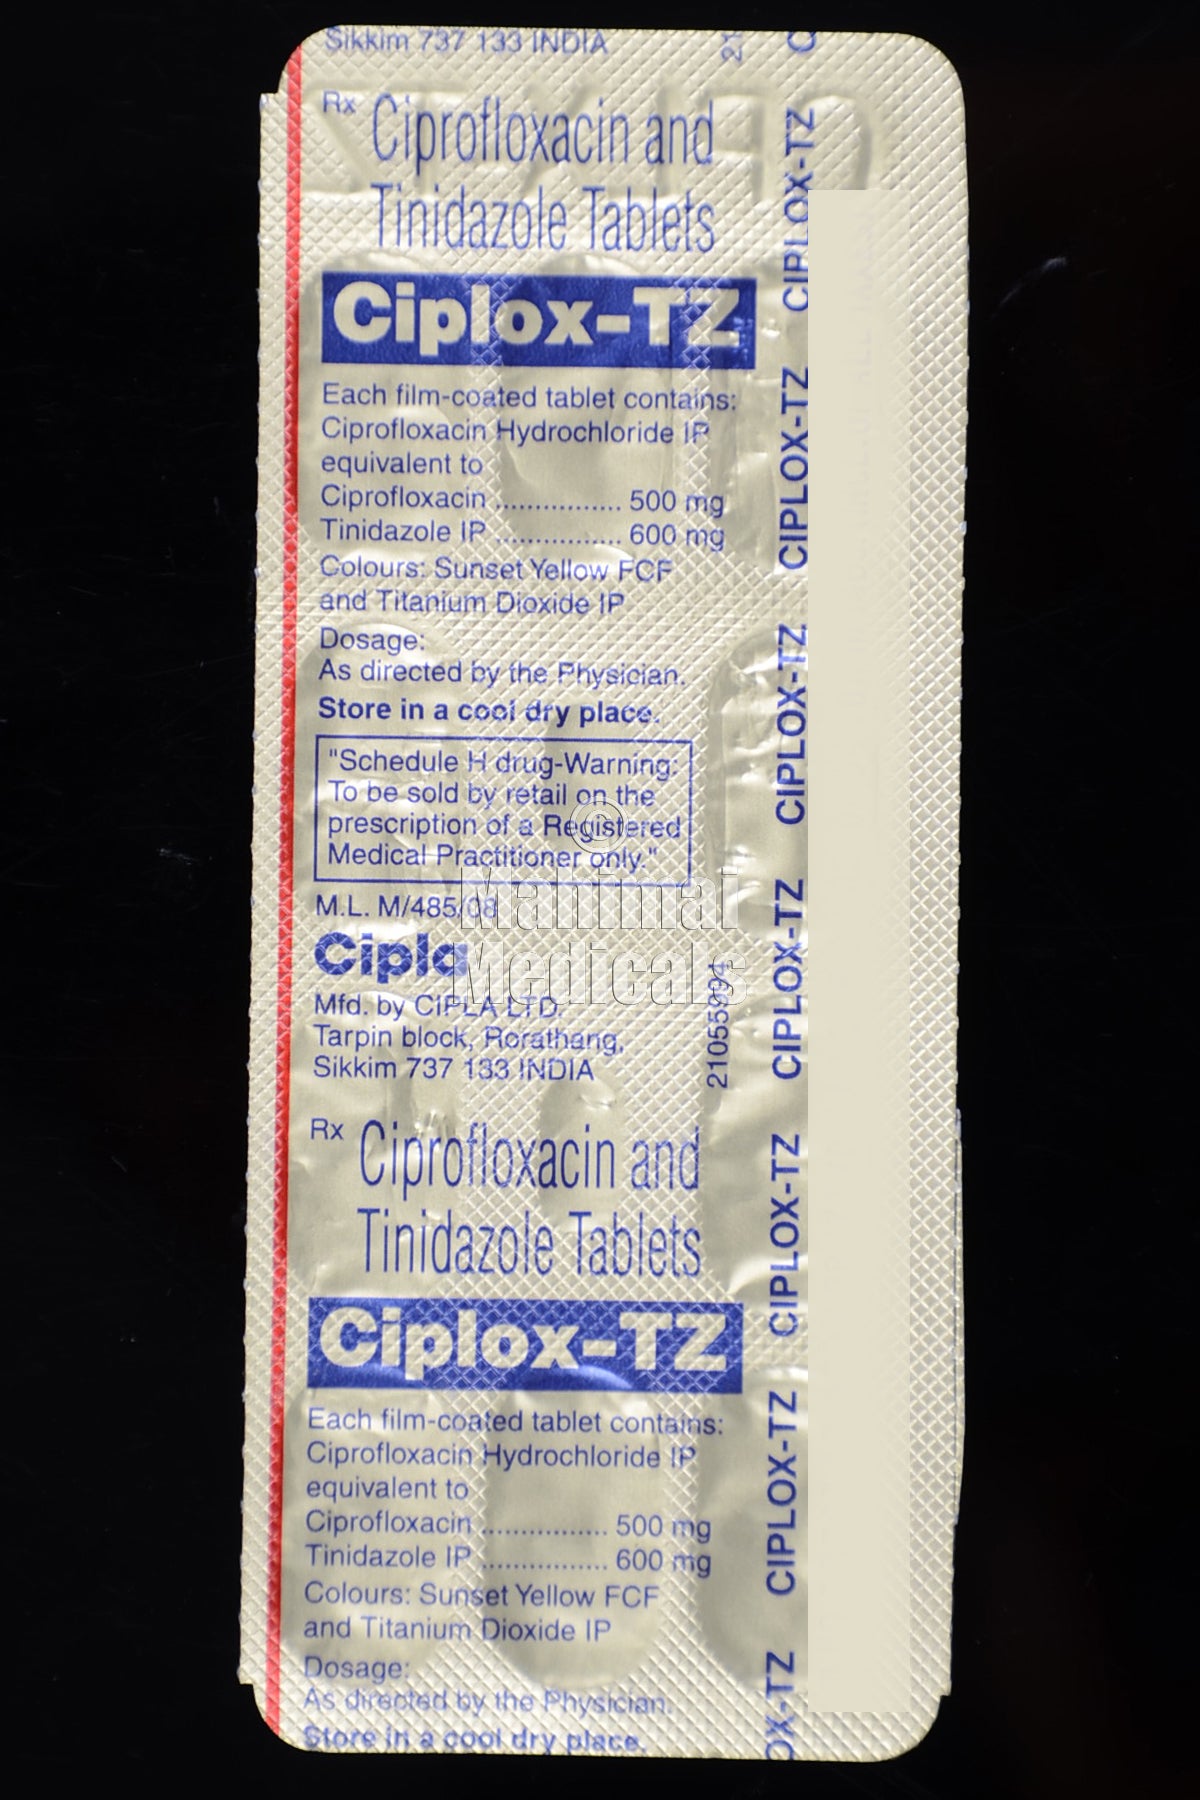 Sikkim 737 133 INDIA
Rx Ciprofloxacin and
Tinidazole Tablets
Ciplox-TZ
Each film-coated tablet contains:
Ciprofloxacin Hydrochloride IP
equivalent to
Ciprofloxacin ................. 500 mg
Tinidazole IP ................. 600 mg
Colours: Sunset Yellow FCF
and Titanium Dioxide IP
Dosage:
As directed by the Physician.
Store in a cool dry place.
"Schedule H drug-Warning:
To be sold by retail on the
prescription of a Registered
Medical Practitioner only."
M.L. M/485/08
Cipla
Mfd. by CIPLA LTD.
Tarpin block, Rorathang,
Sikkim 737 133 INDIA
Rx Ciprofloxacin and
Tinidazole Tablets
Ciplox-TZ
Each film-coated tablet contains:
Ciprofloxacin Hydrochloride IP
equivalent to
Ciprofloxacin ................. 500 mg
Tinidazole IP ................. 600 mg
Colours: Sunset Yellow FCF
and Titanium Dioxide IP
Dosage:
As directed by the Physician.
Store in a cool dry place.
OX-TZ CIPLOX-TZ CIPLOX-TZ CIPLOX-TZ CIPLOX-TZ CIPLOX-TZ CIPLOX-TZ C
©
Mahimai
Medicals